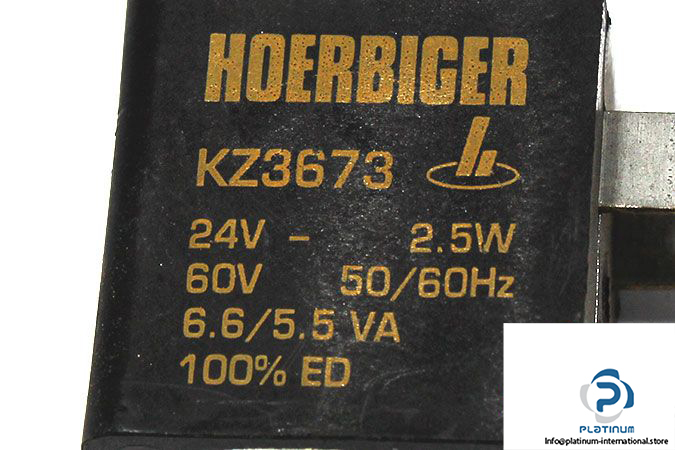 HOERBIGER
KZ3673
24V - 2.5W
60V 50/60Hz
6.6/5.5 VA
100% ED
PLATINUM
Info@platinum-international.store